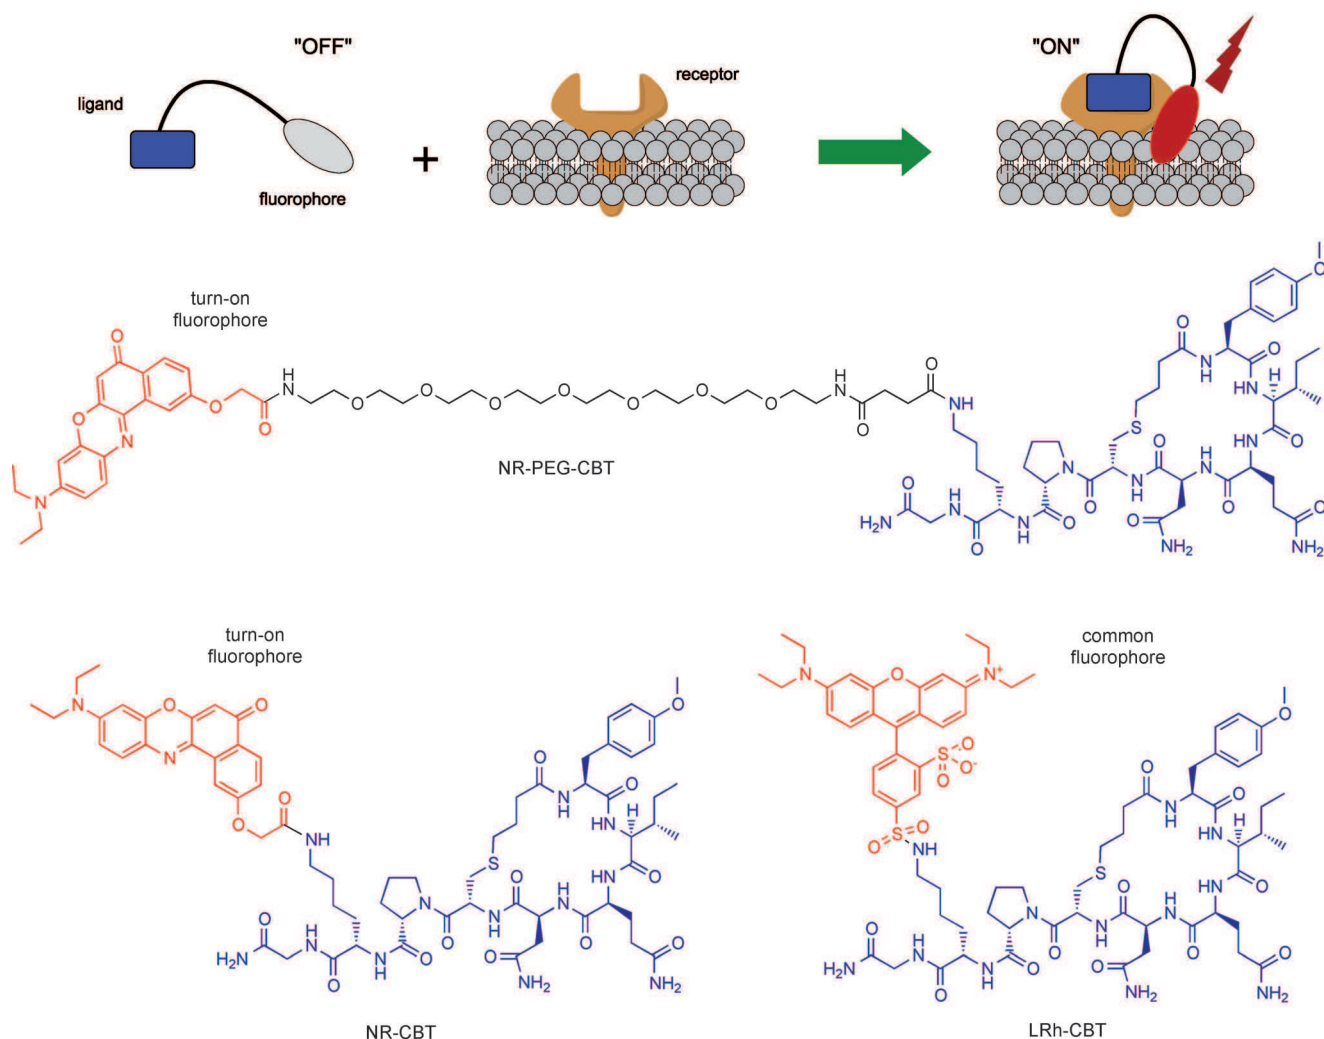 "OFF"
"ON"
ligand
receptor
+
fluorophore
turn-on
fluorophore
NR-PEG-CBT
turn-on
fluorophore
common
fluorophore
NR-CBT
LRh-CBT